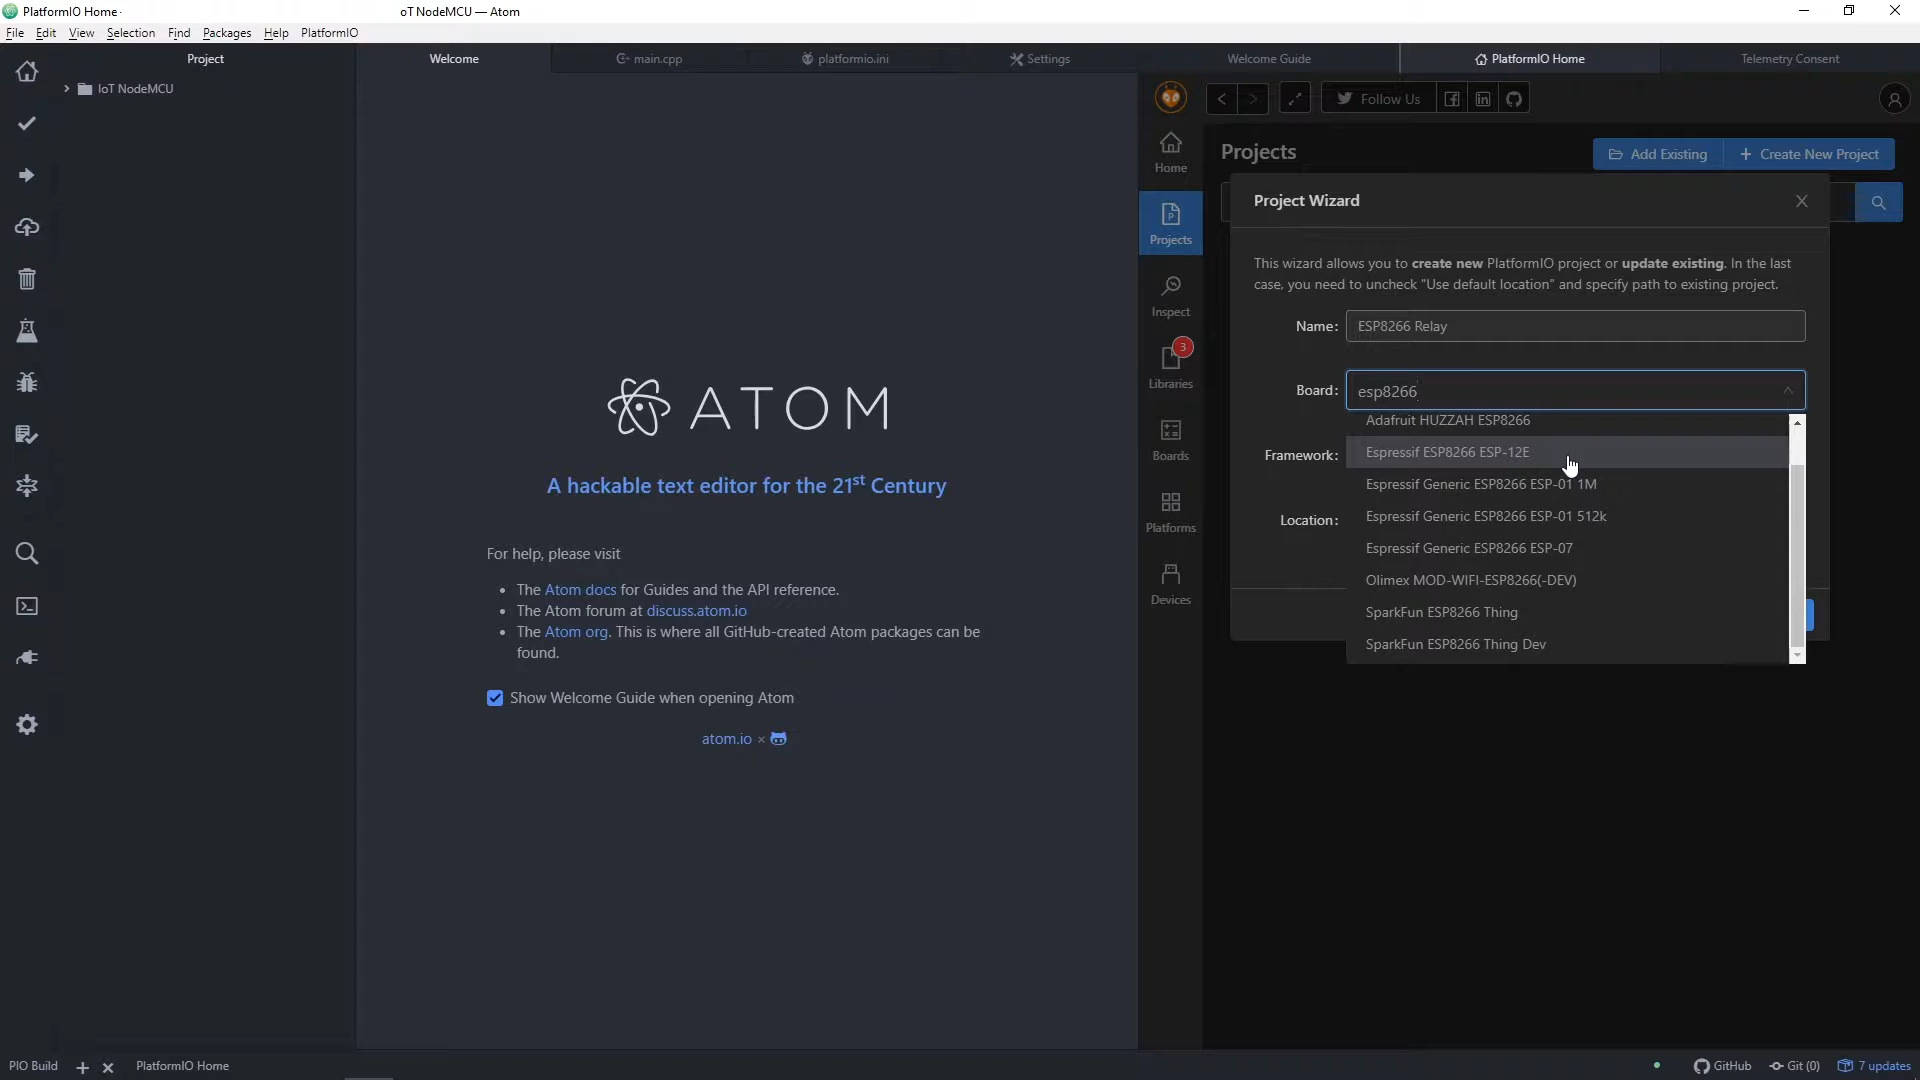 PlatformIO Home ·
oT NodeMCU — Atom
File Edit View Selection Find Packages Help PlatformIO
Project
IoT NodeMCU
Welcome
main.cpp
platformio.ini
Settings
Welcome Guide
PlatformIO Home
Telemetry Consent
ATOM
A hackable text editor for the 21st Century
For help, please visit
• The Atom docs for Guides and the API reference.
• The Atom forum at discuss.atom.io
• The Atom org. This is where all GitHub-created Atom packages can be
found.
Show Welcome Guide when opening Atom
atom.io ×
Follow Us
Home
Projects
Inspect
3
Libraries
Boards
Platforms
Devices
Projects
Add Existing
+ Create New Project
Project Wizard
This wizard allows you to create new PlatformIO project or update existing. In the last
case, you need to uncheck "Use default location" and specify path to existing project.
Name: ESP8266 Relay
Board: esp8266
Adafruit HUZZAH ESP8266
Framework:
Espressif ESP8266 ESP-12E
Espressif Generic ESP8266 ESP-01 1M
Location:
Espressif Generic ESP8266 ESP-01 512k
Espressif Generic ESP8266 ESP-07
Olimex MOD-WIFI-ESP8266(-DEV)
SparkFun ESP8266 Thing
SparkFun ESP8266 Thing Dev
PIO Build + × PlatformIO Home
GitHub Git (0) 7 updates